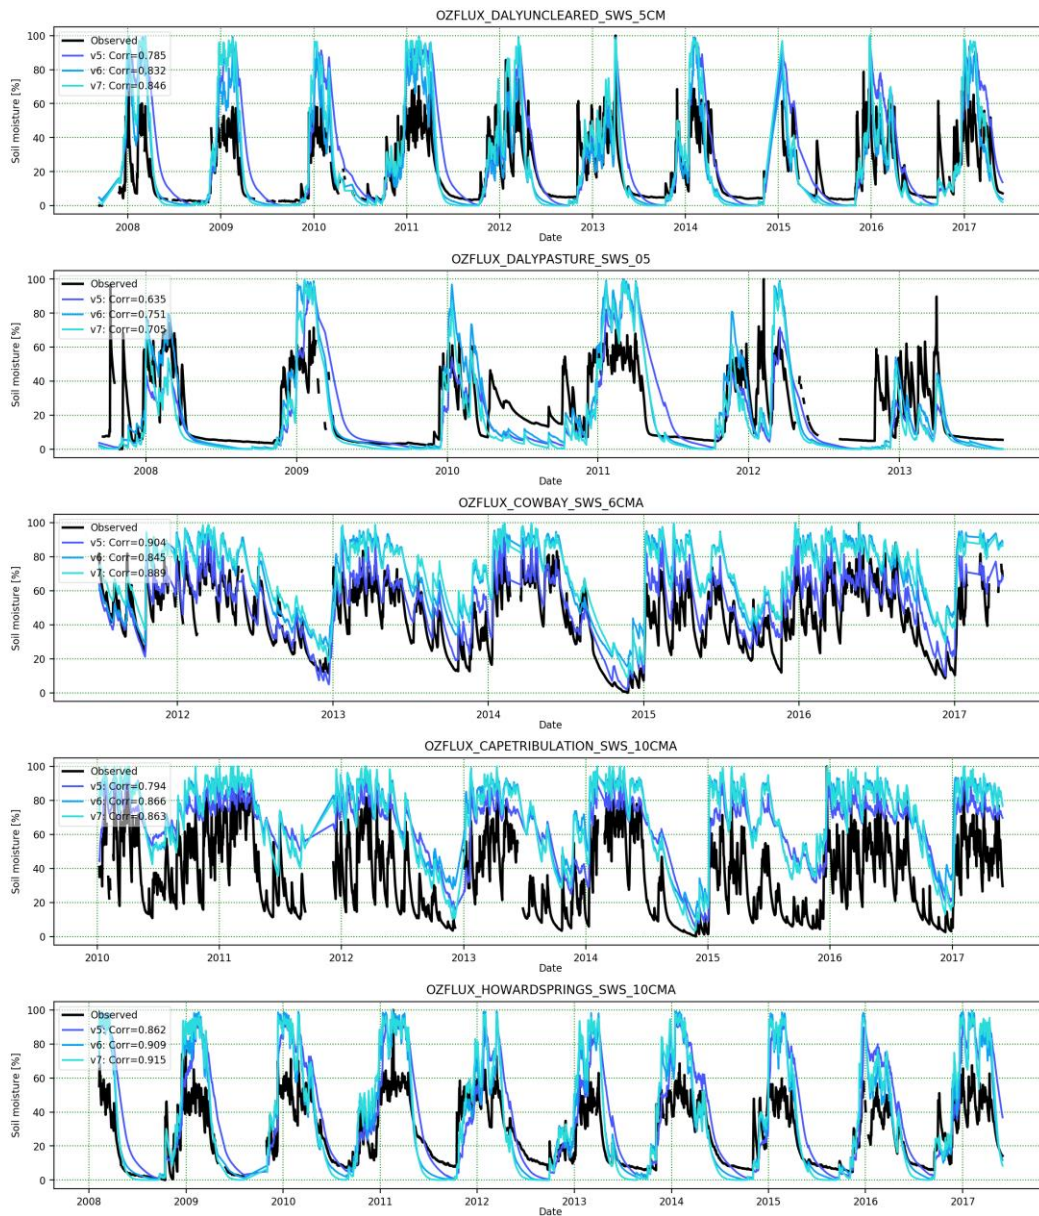 OZFLUX_DALYUNCLEARED_SWS_5CM
Soil moisture [%]
100
80
60
40
20
0
Observed
v5: Corr=0.785
v6: Corr=0.832
v7: Corr=0.846
2008 2009 2010 2011 2012 2013 2014 2015 2016 2017
Date
OZFLUX_DALYPASTURE_SWS_05
Soil moisture [%]
100
80
60
40
20
0
Observed
v5: Corr=0.635
v6: Corr=0.751
v7: Corr=0.705
2008 2009 2010 2011 2012 2013
Date
OZFLUX_COWBAY_SWS_6CMA
Soil moisture [%]
100
80
60
40
20
0
Observed
v5: Corr=0.904
v6: Corr=0.845
v7: Corr=0.889
2012 2013 2014 2015 2016 2017
Date
OZFLUX_CAPETRIBULATION_SWS_10CMA
Soil moisture [%]
100
80
60
40
20
0
Observed
v5: Corr=0.794
v6: Corr=0.866
v7: Corr=0.863
2010 2011 2012 2013 2014 2015 2016 2017
Date
OZFLUX_HOWARDSPRINGS_SWS_10CMA
Soil moisture [%]
100
80
60
40
20
0
Observed
v5: Corr=0.862
v6: Corr=0.909
v7: Corr=0.915
2008 2009 2010 2011 2012 2013 2014 2015 2016 2017
Date